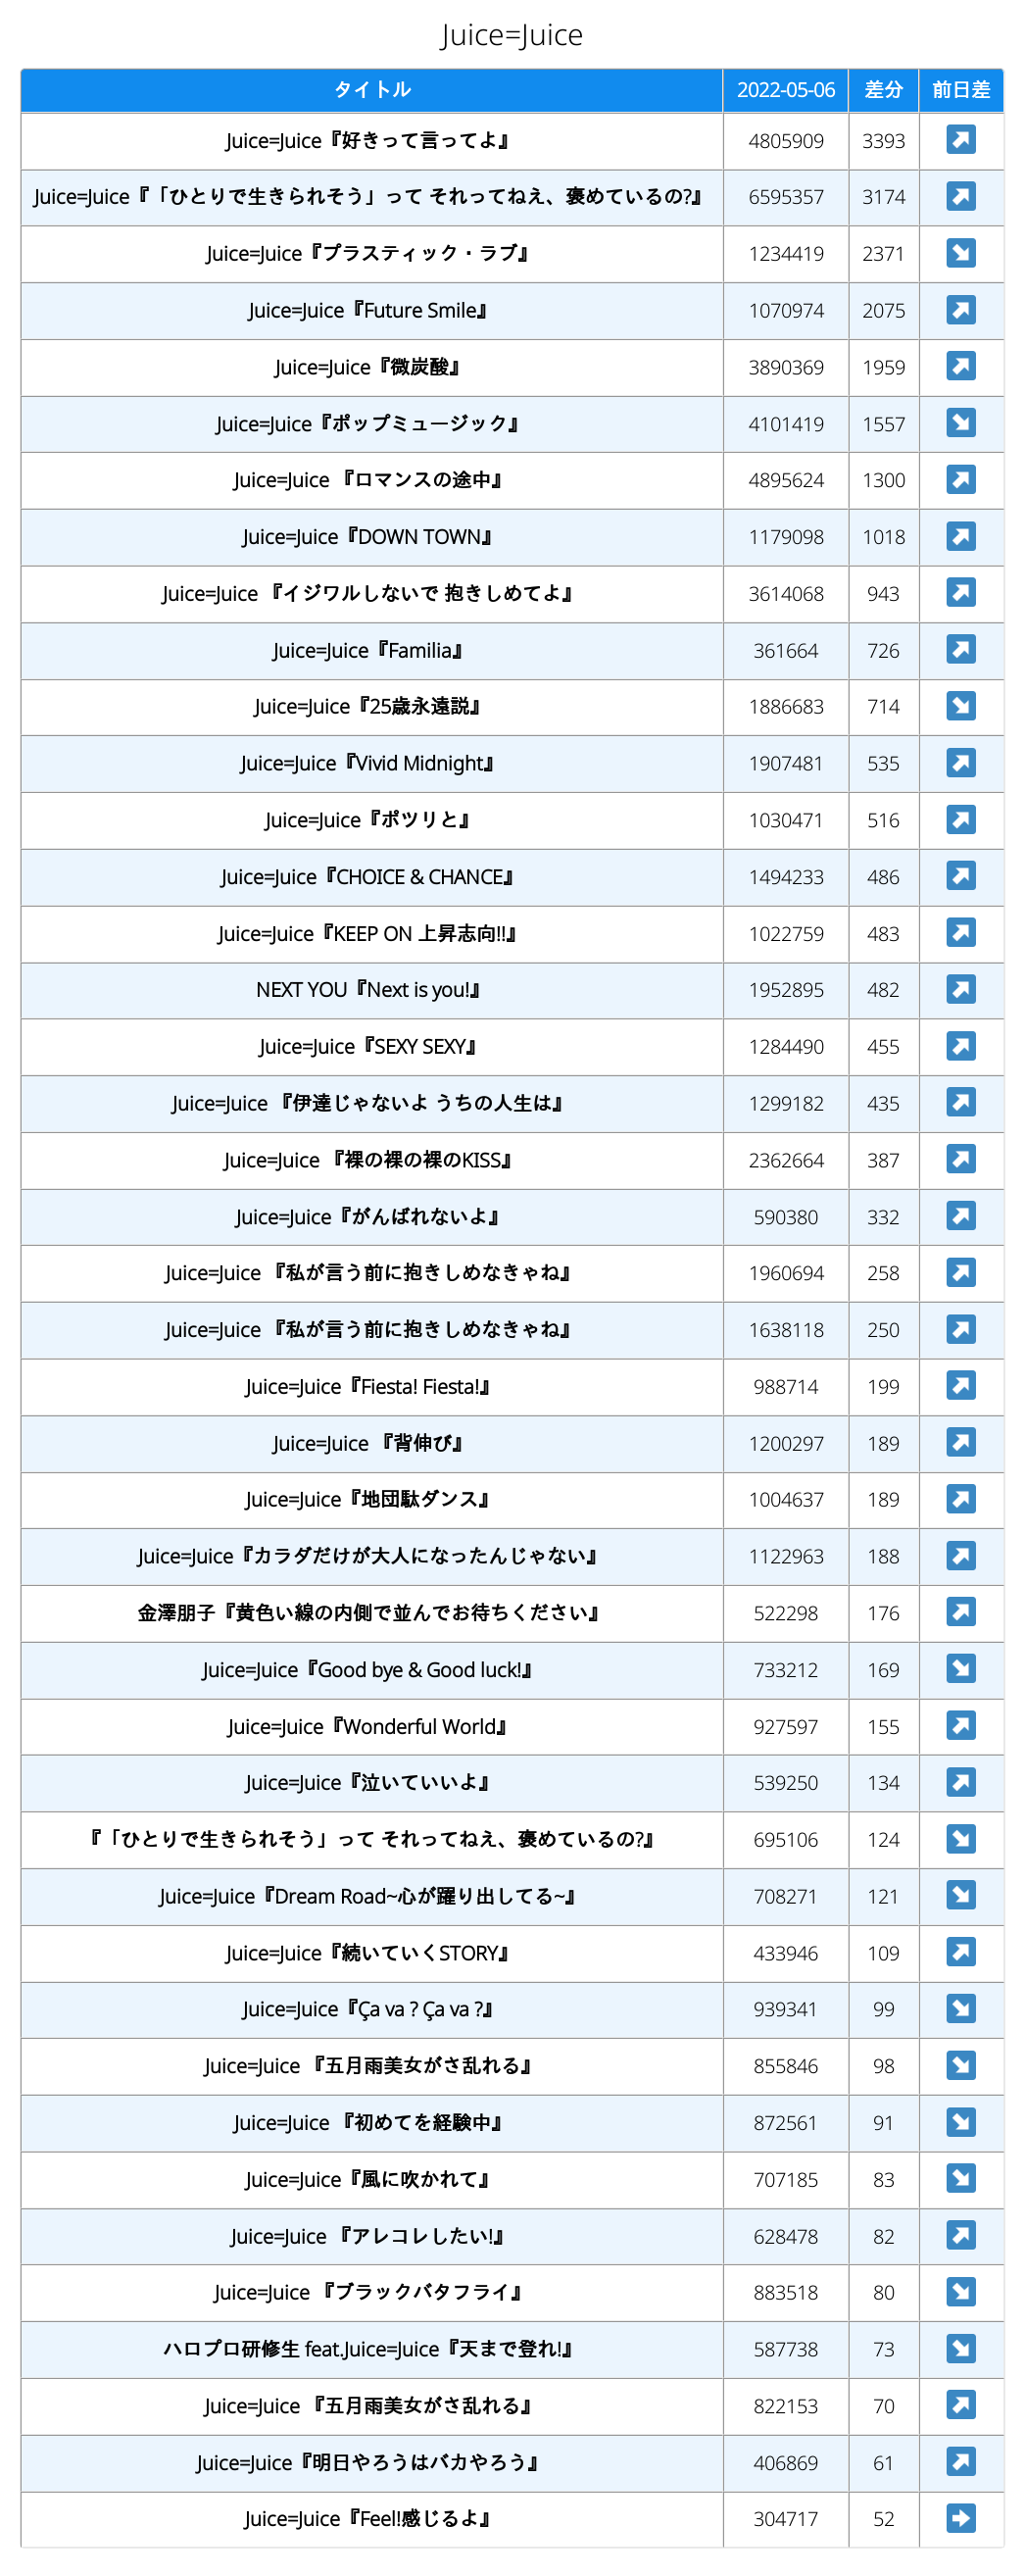 Juice=Juice
タイトル 2022-05-06 差分 前日差
Juice=Juice『好きって言ってよ』 4805909 3393 ↗
Juice=Juice『「ひとりで生きられそう」って それってねえ、褒めているの?』 6595357 3174 ↗
Juice=Juice『プラスティック・ラブ』 1234419 2371 ↘
Juice=Juice『Future Smile』 1070974 2075 ↗
Juice=Juice『微炭酸』 3890369 1959 ↗
Juice=Juice『ポップミュージック』 4101419 1557 ↘
Juice=Juice 『ロマンスの途中』 4895624 1300 ↗
Juice=Juice『DOWN TOWN』 1179098 1018 ↗
Juice=Juice 『イジワルしないで 抱きしめてよ』 3614068 943 ↗
Juice=Juice『Familia』 361664 726 ↗
Juice=Juice『25歳永遠説』 1886683 714 ↘
Juice=Juice『Vivid Midnight』 1907481 535 ↗
Juice=Juice『ポツリと』 1030471 516 ↗
Juice=Juice『CHOICE & CHANCE』 1494233 486 ↗
Juice=Juice『KEEP ON 上昇志向!!』 1022759 483 ↗
NEXT YOU『Next is you!』 1952895 482 ↗
Juice=Juice『SEXY SEXY』 1284490 455 ↗
Juice=Juice 『伊達じゃないよ うちの人生は』 1299182 435 ↗
Juice=Juice 『裸の裸の裸のKISS』 2362664 387 ↗
Juice=Juice『がんばれないよ』 590380 332 ↗
Juice=Juice 『私が言う前に抱きしめなきゃね』 1960694 258 ↗
Juice=Juice 『私が言う前に抱きしめなきゃね』 1638118 250 ↗
Juice=Juice『Fiesta! Fiesta!』 988714 199 ↗
Juice=Juice 『背伸び』 1200297 189 ↗
Juice=Juice『地団駄ダンス』 1004637 189 ↗
Juice=Juice『カラダだけが大人になったんじゃない』 1122963 188 ↗
金澤朋子『黄色い線の内側で並んでお待ちください』 522298 176 ↗
Juice=Juice『Good bye & Good luck!』 733212 169 ↘
Juice=Juice『Wonderful World』 927597 155 ↗
Juice=Juice『泣いていいよ』 539250 134 ↗
『「ひとりで生きられそう」って それってねえ、褒めているの?』 695106 124 ↘
Juice=Juice『Dream Road~心が躍り出してる~』 708271 121 ↘
Juice=Juice『続いていくSTORY』 433946 109 ↗
Juice=Juice『Ça va ? Ça va ?』 939341 99 ↘
Juice=Juice 『五月雨美女がさ乱れる』 855846 98 ↘
Juice=Juice 『初めてを経験中』 872561 91 ↘
Juice=Juice『風に吹かれて』 707185 83 ↘
Juice=Juice 『アレコレしたい!』 628478 82 ↗
Juice=Juice 『ブラックバタフライ』 883518 80 ↘
ハロプロ研修生 feat.Juice=Juice『天まで登れ!』 587738 73 ↘
Juice=Juice 『五月雨美女がさ乱れる』 822153 70 ↗
Juice=Juice『明日やろうはバカやろう』 406869 61 ↗
Juice=Juice『Feel!感じるよ』 304717 52 ➡